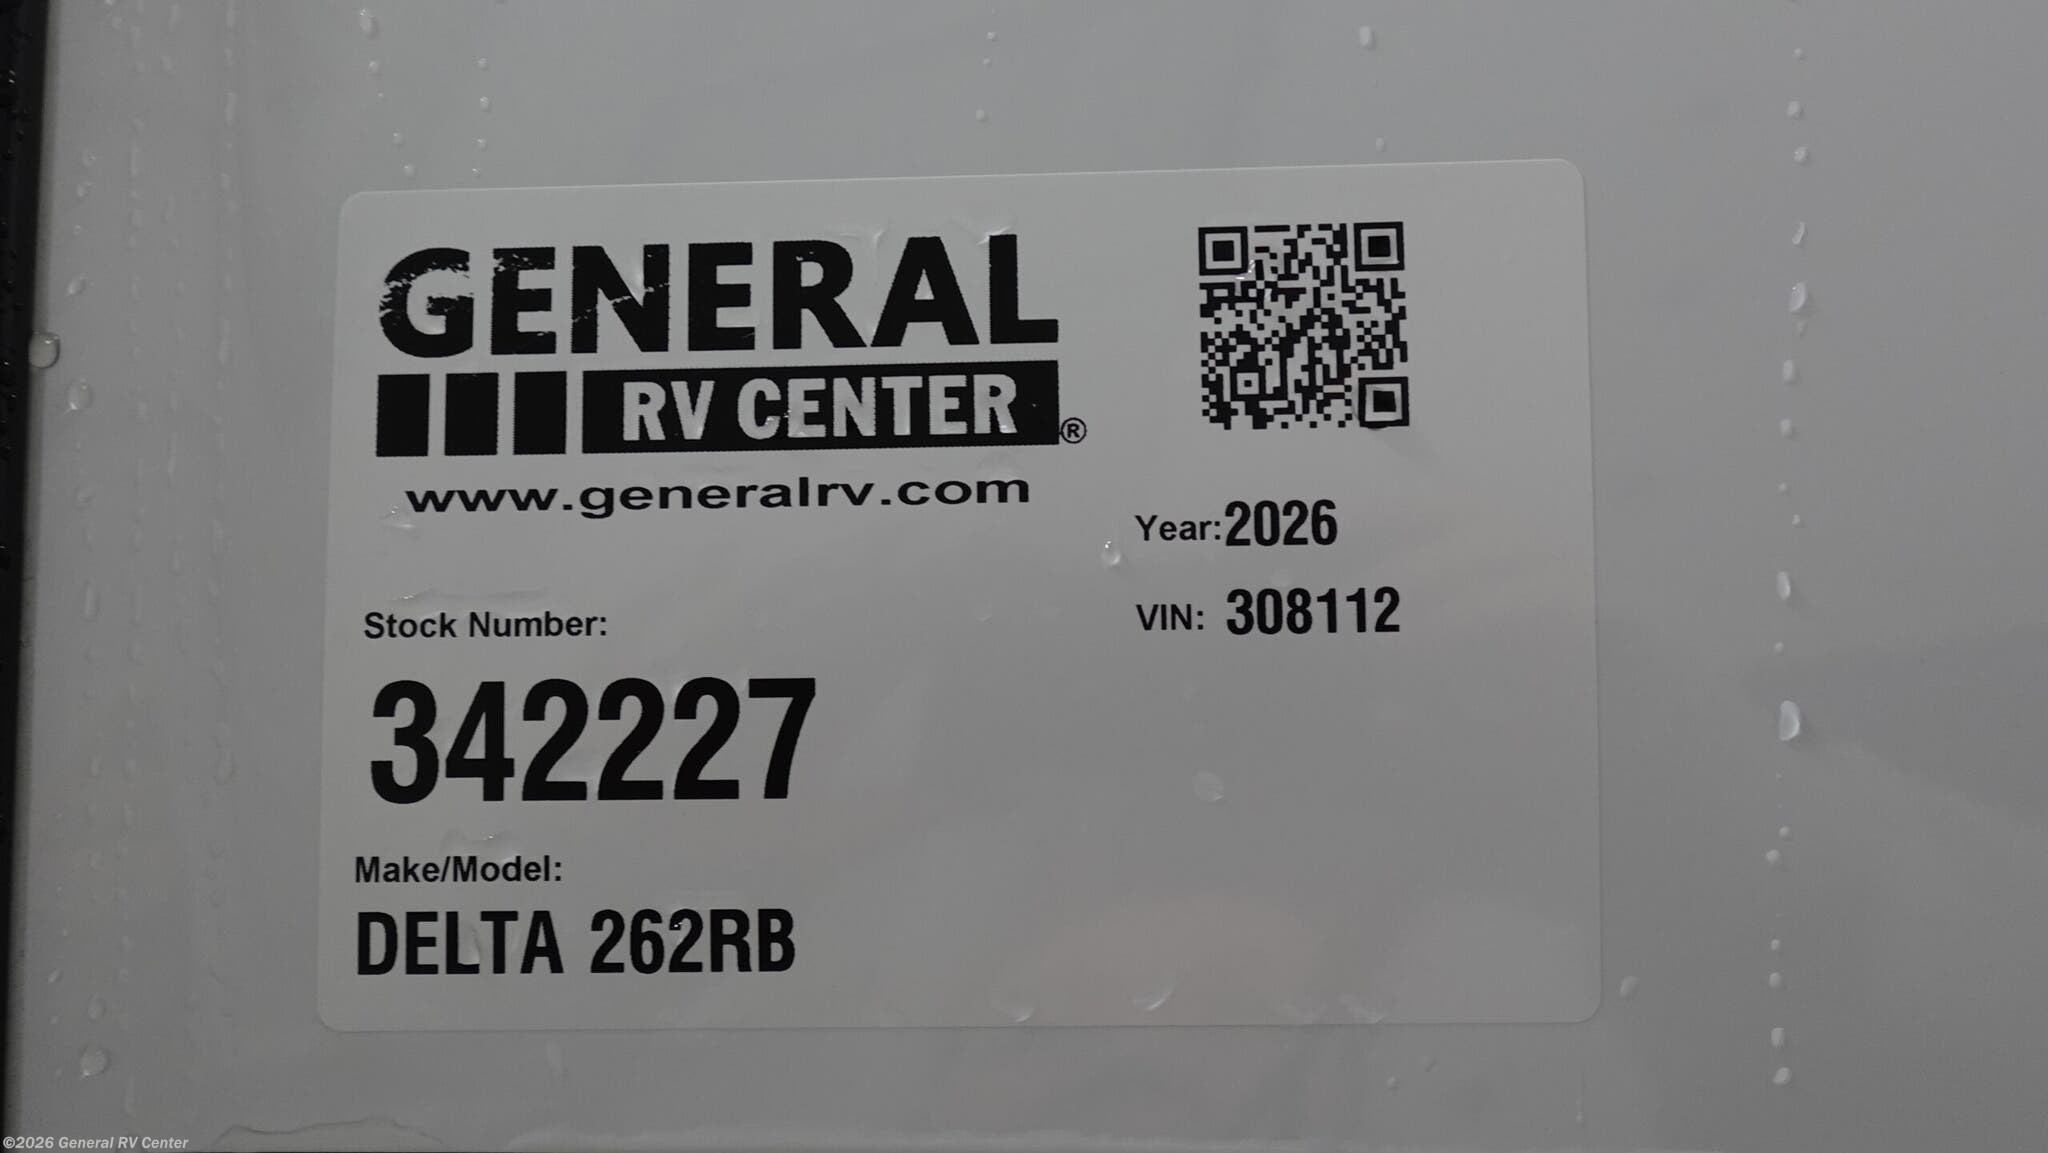 GENERAL
RV CENTER®
www.generalrv.com
Year: 2026
VIN: 308112
Stock Number:
342227
Make/Model:
DELTA 262RB
©2026 General RV Center